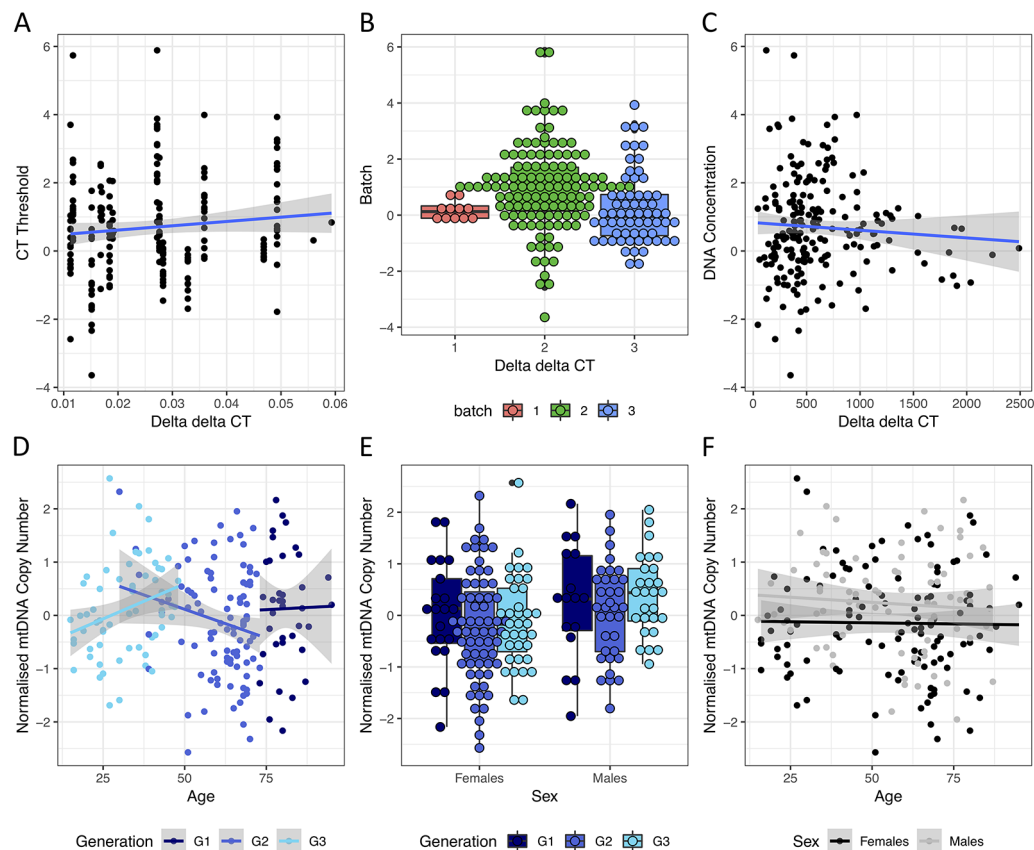 A
B
C
CT Threshold
6
4
2
0
−2
−4
0.01 0.02 0.03 0.04 0.05 0.06
Delta delta CT
Batch
6
4
2
0
−2
−4
1 2 3
Delta delta CT
batch 1 2 3
DNA Concentration
6
4
2
0
−2
−4
0 500 1000 1500 2000 2500
Delta delta CT
D
E
F
Normalised mtDNA Copy Number
2
1
0
−1
−2
25 50 75
Age
Generation G1 G2 G3
Normalised mtDNA Copy Number
2
1
0
−1
−2
Females Males
Sex
Generation G1 G2 G3
Normalised mtDNA Copy Number
2
1
0
−1
−2
25 50 75
Age
Sex Females Males